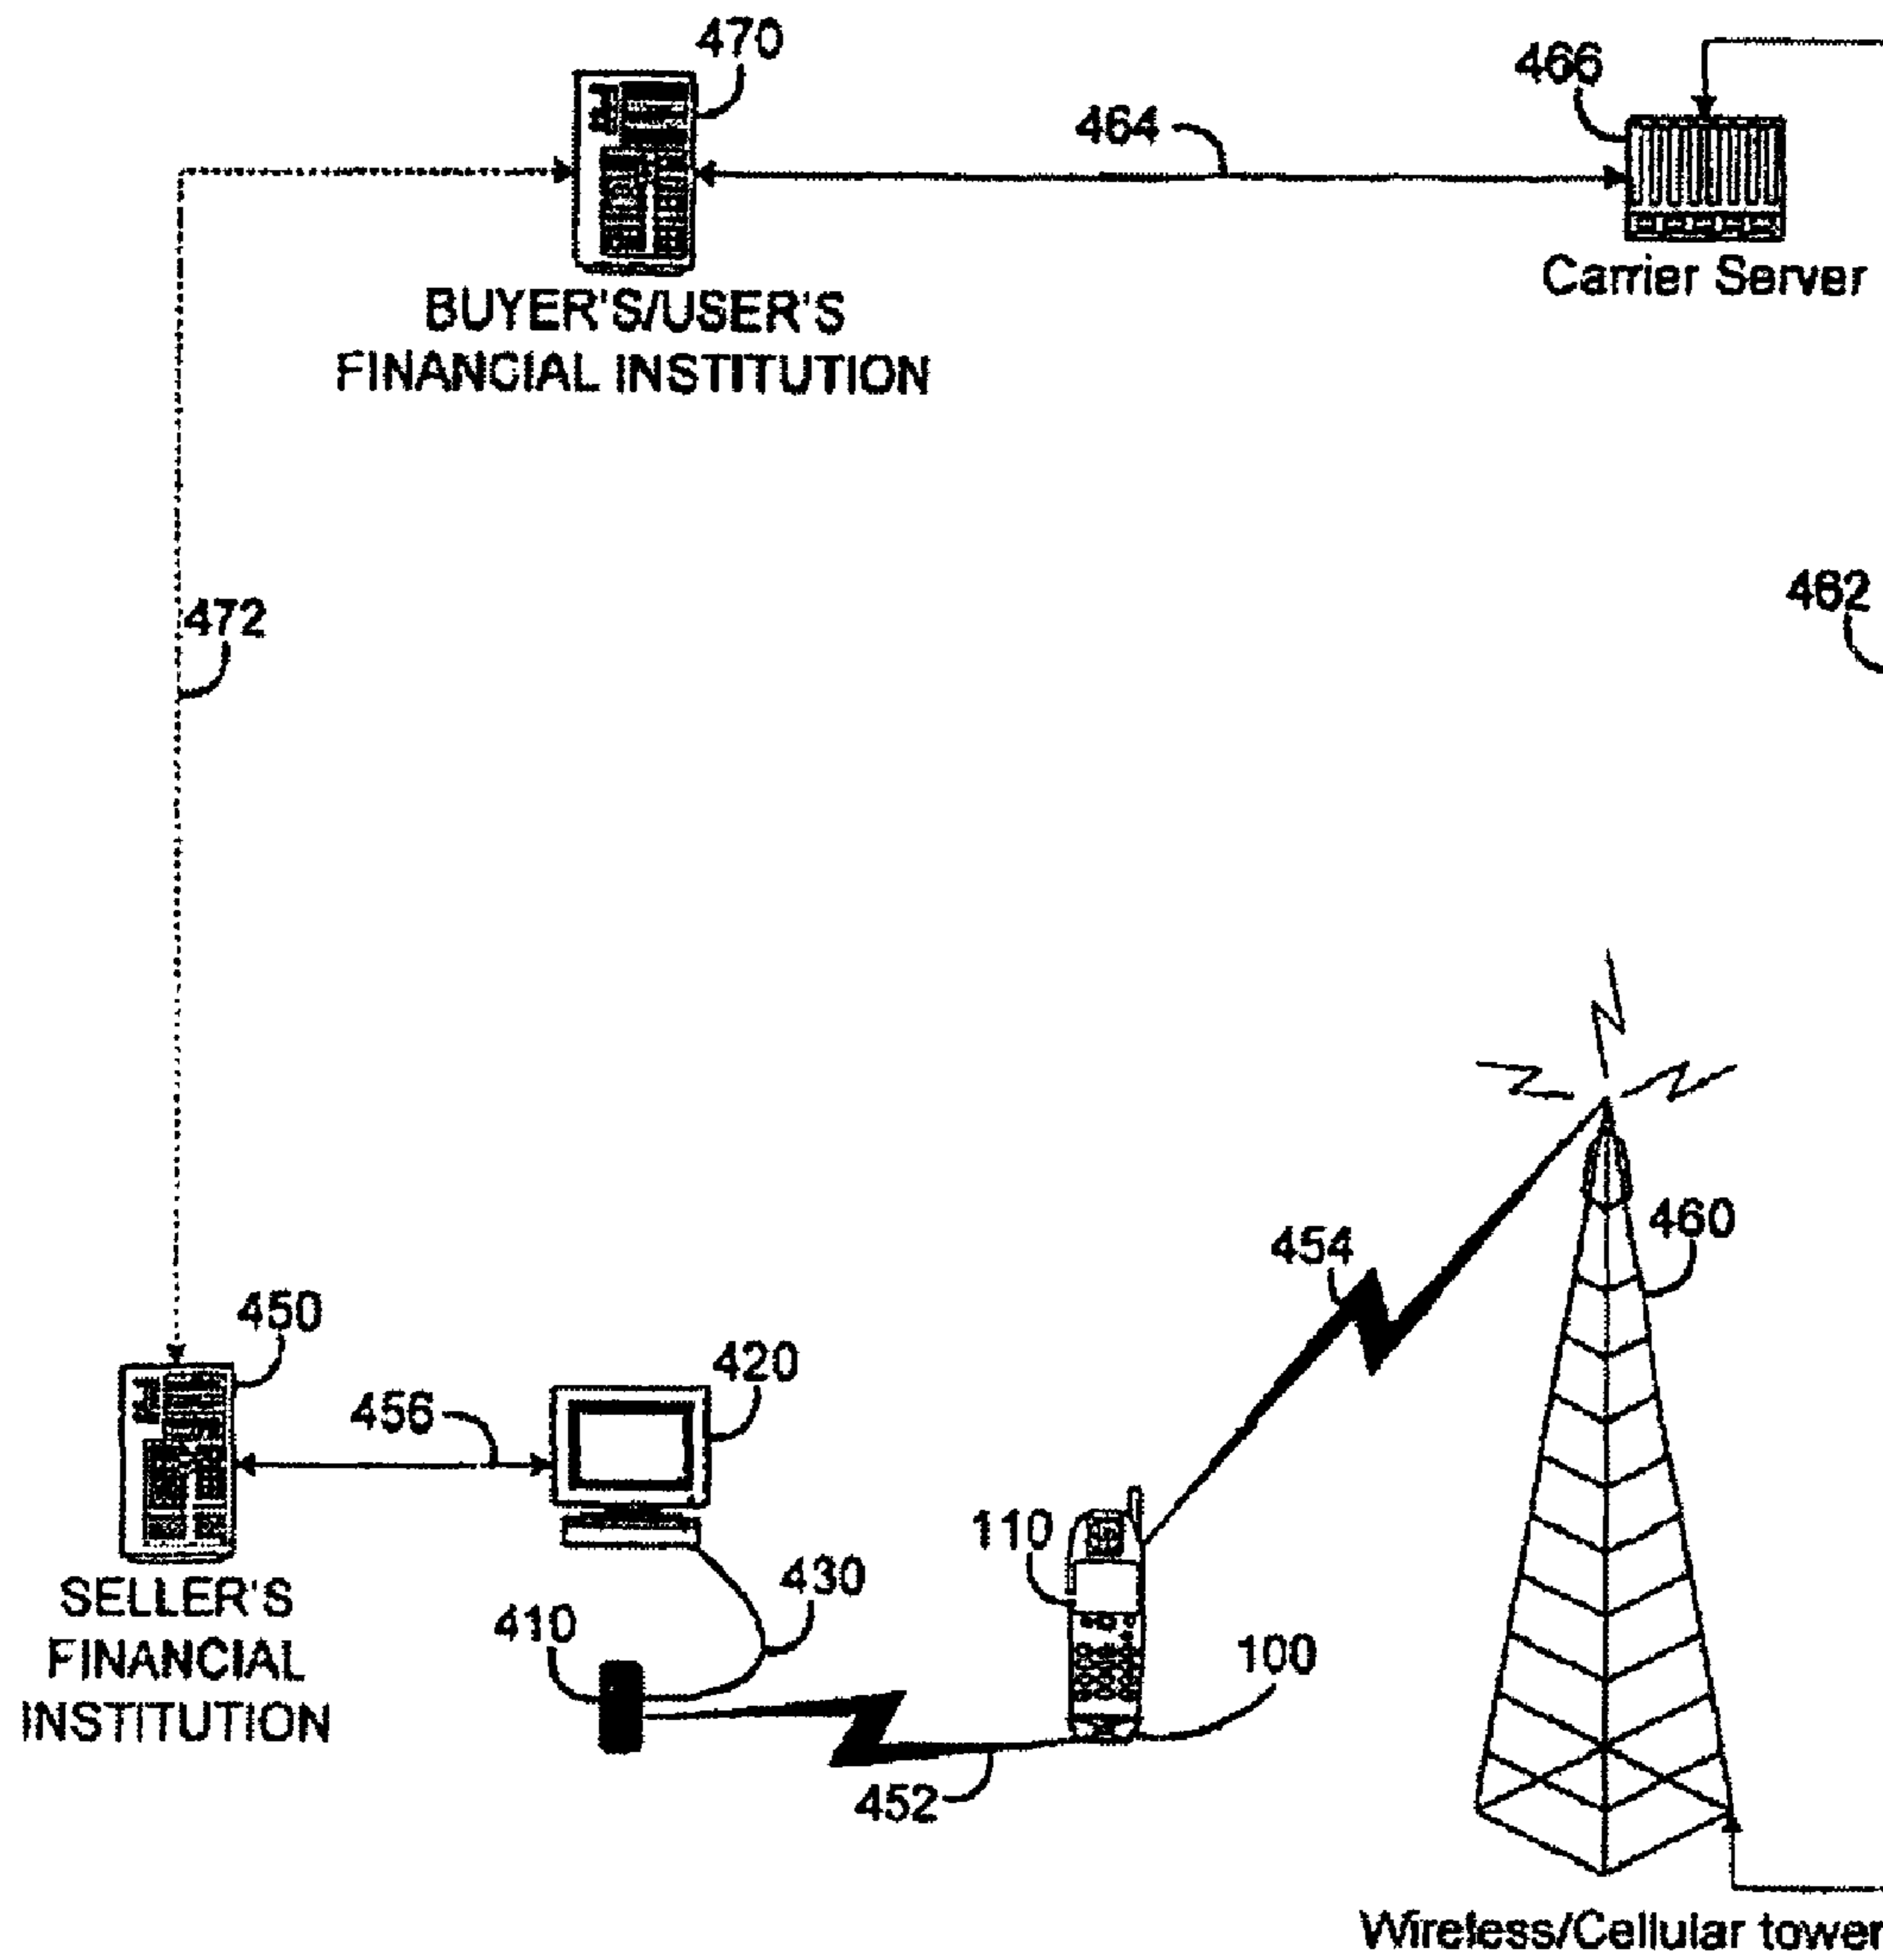 470
466
464
Carrier Server
BUYER'S/USER'S
FINANCIAL INSTITUTION
472
462
460
454
450
420
456
110
430
SELLER'S
FINANCIAL
INSTITUTION
410
100
452
Wireless/Cellular tower